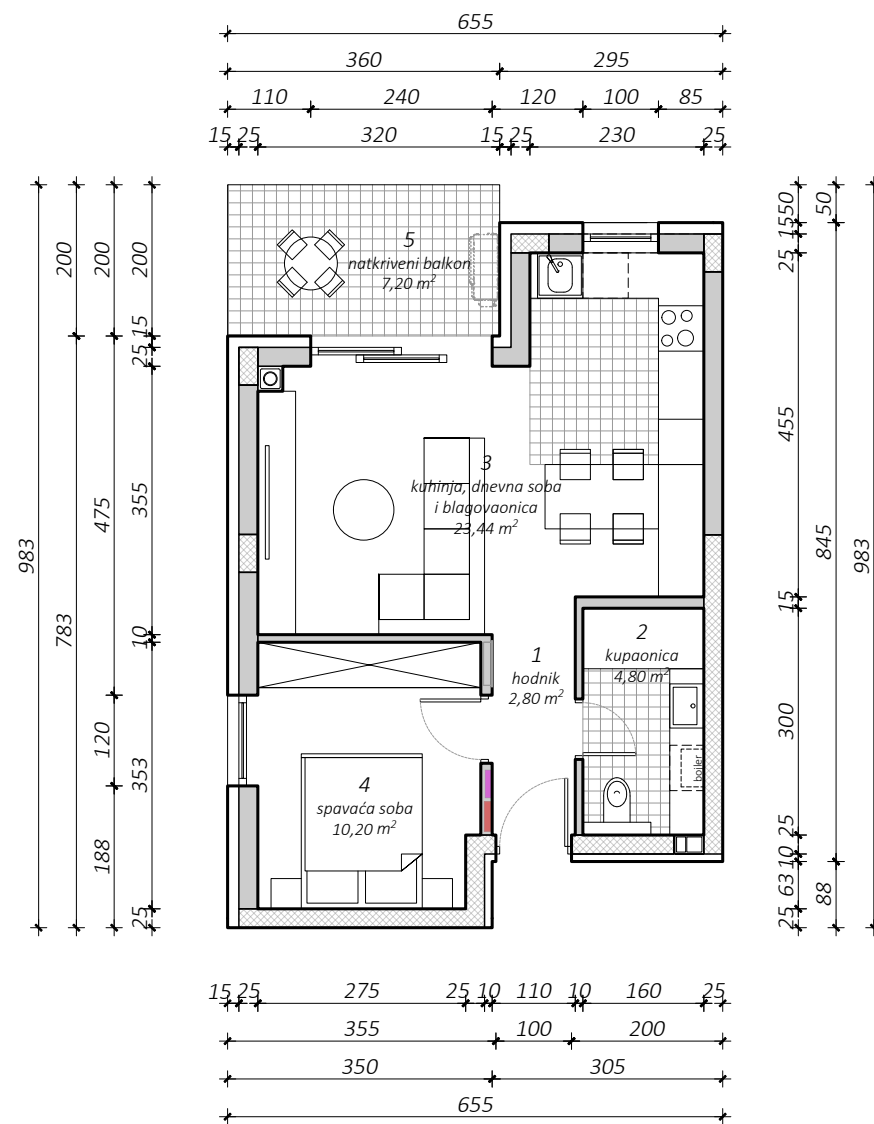 655
360 295
110 240 120 100 85
15 25 320 15 25 230 25
5
natkriveni balkon
7,20 m²
3
kuhinja, dnevna soba
i blagovaonica
23,44 m²
1
hodnik
2,80 m²
2
kupaonica
4,80 m²
boiler
4
spavaća soba
10,20 m²
983
200
783
200
475
120
188
200
15
25
355
10
353
25
50
15
25
455
15
300
25
10
63
25
50
845
88
983
15 25 275 25 10 110 10 160 25
355 100 200
350 305
655